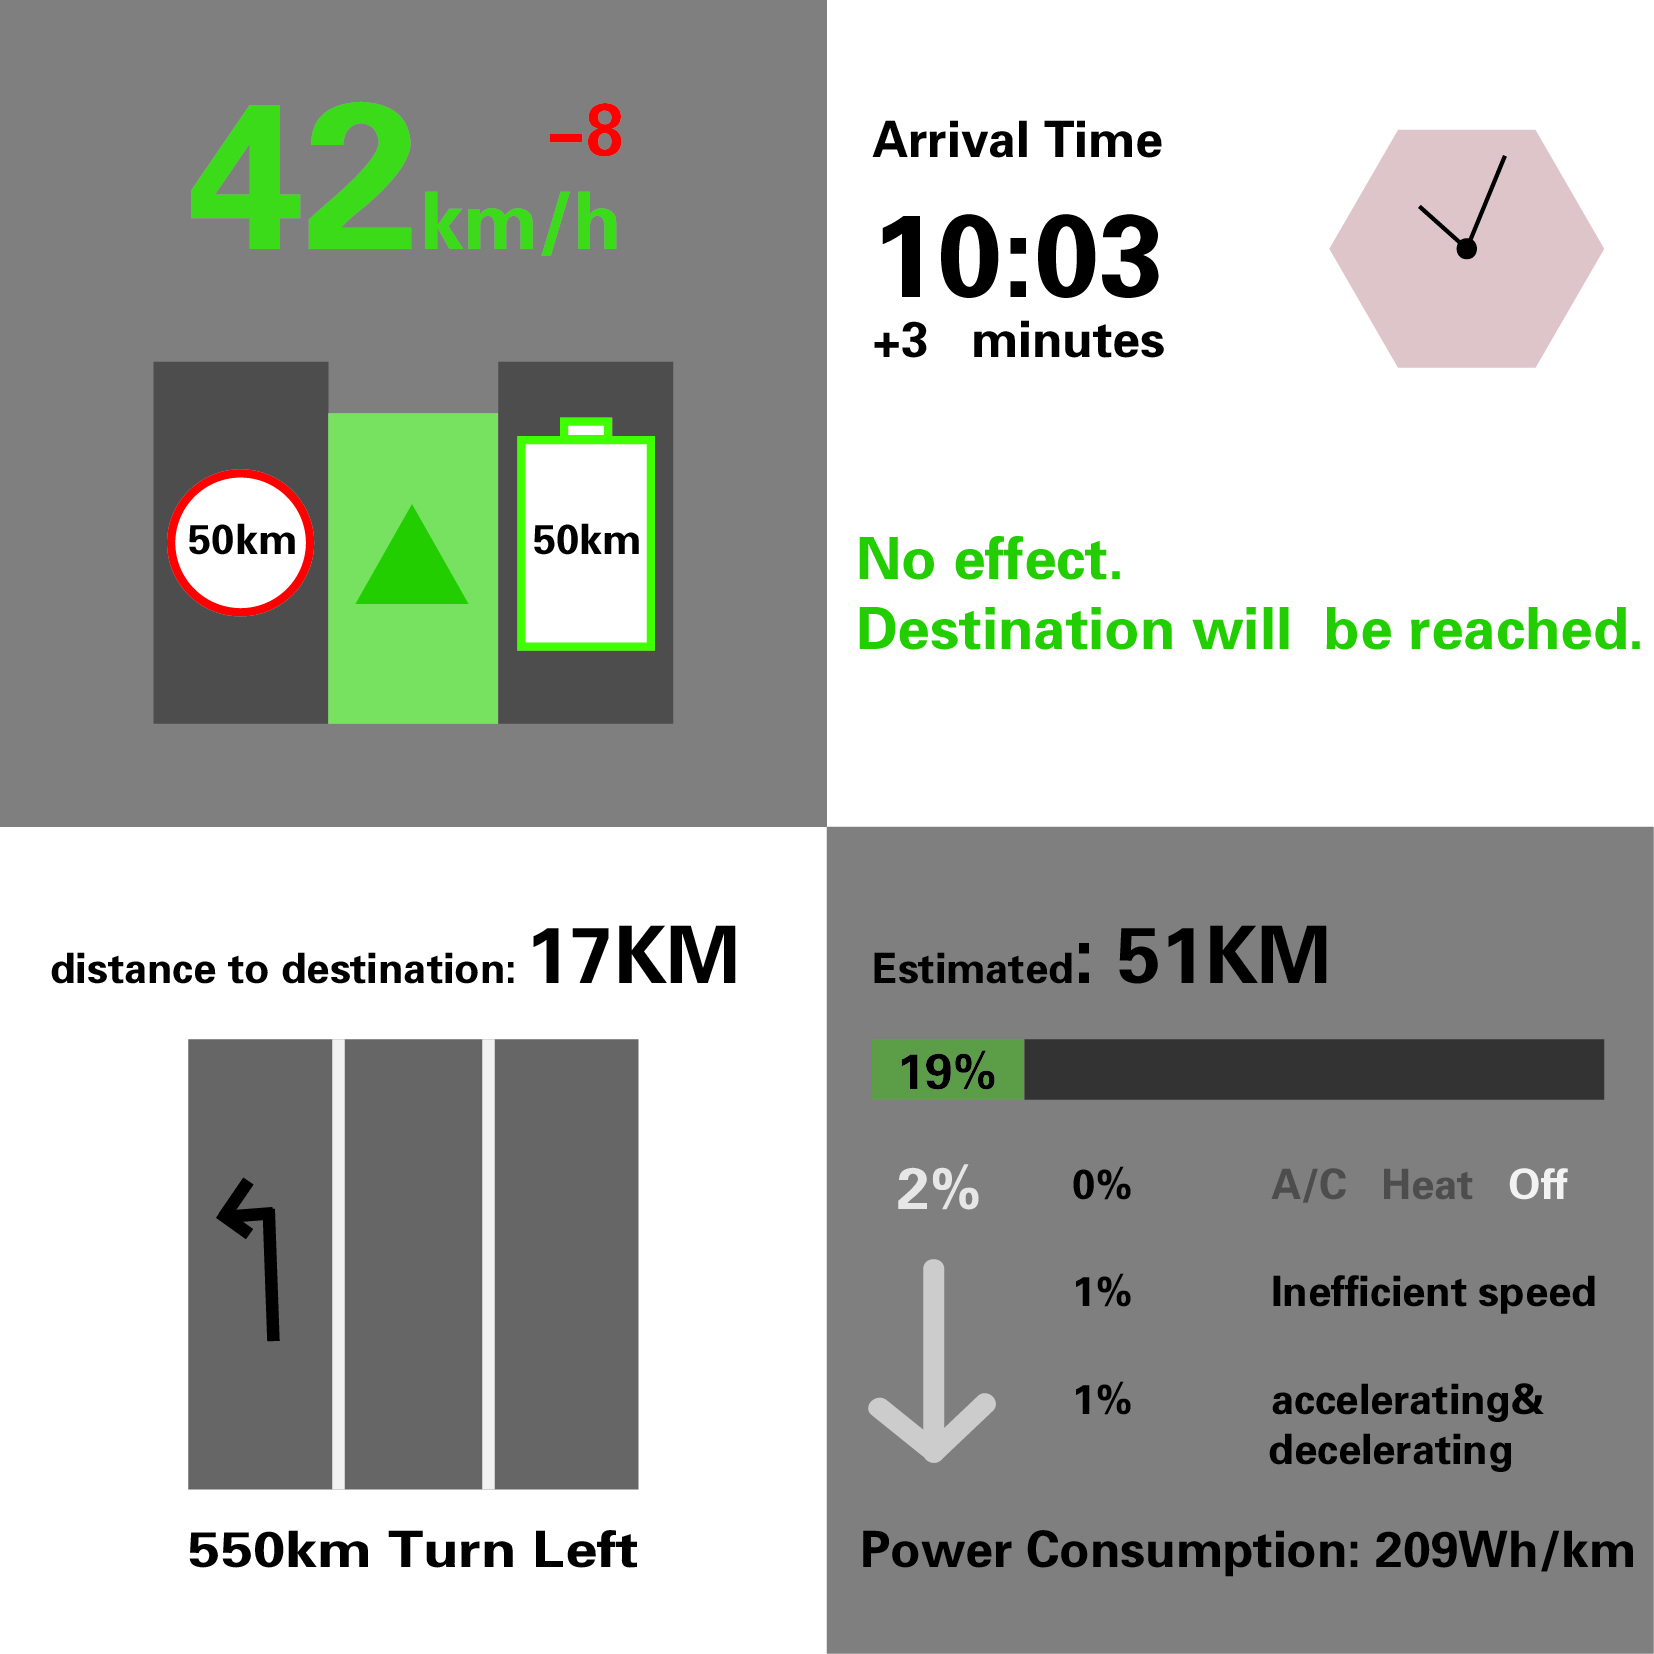 42km/h
–8
50km
50km
Arrival Time
10:03
+3 minutes
No effect.
Destination will be reached.
distance to destination: 17KM
550km Turn Left
Estimated: 51KM
19%
2%
0% A/C Heat Off
1% Inefficient speed
1% accelerating&
decelerating
Power Consumption: 209Wh/km